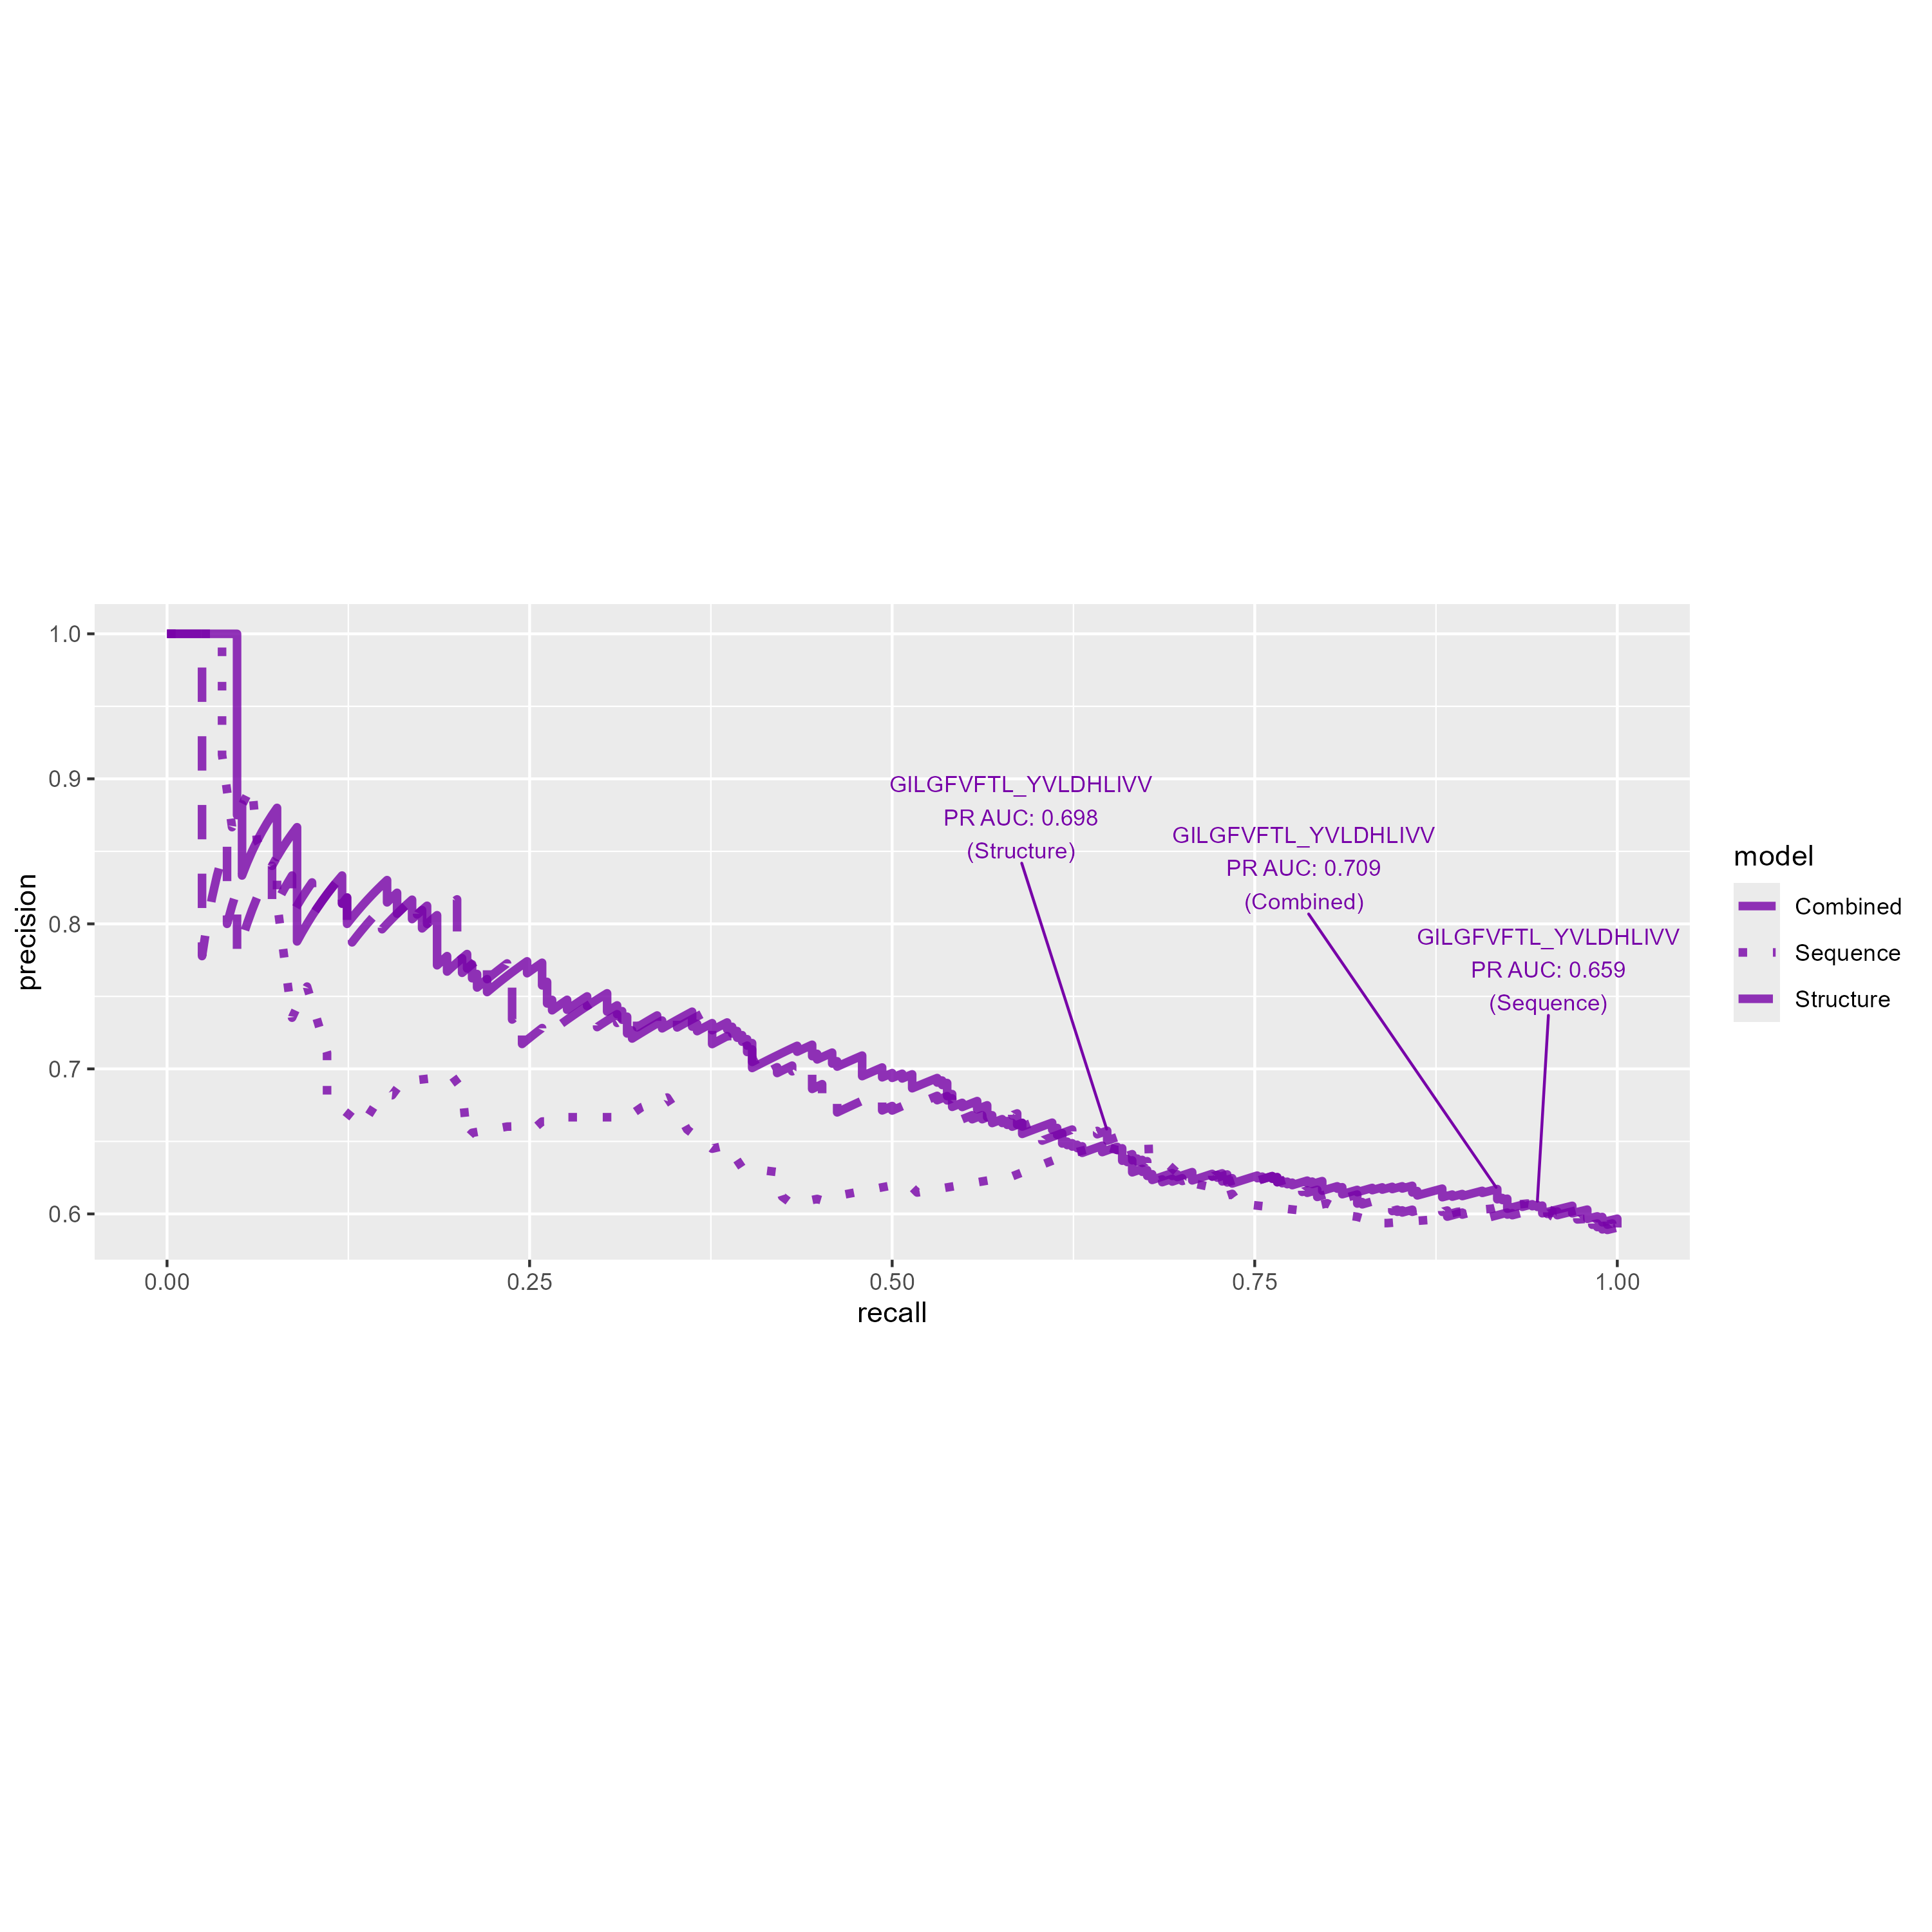 1.0
0.9
0.8
0.7
0.6
precision
0.00
0.25
0.50
0.75
1.00
recall
GILGFVFTL_YVLDHLIVV
PR AUC: 0.698
(Structure)
GILGFVFTL_YVLDHLIVV
PR AUC: 0.709
(Combined)
GILGFVFTL_YVLDHLIVV
PR AUC: 0.659
(Sequence)
model
Combined
Sequence
Structure